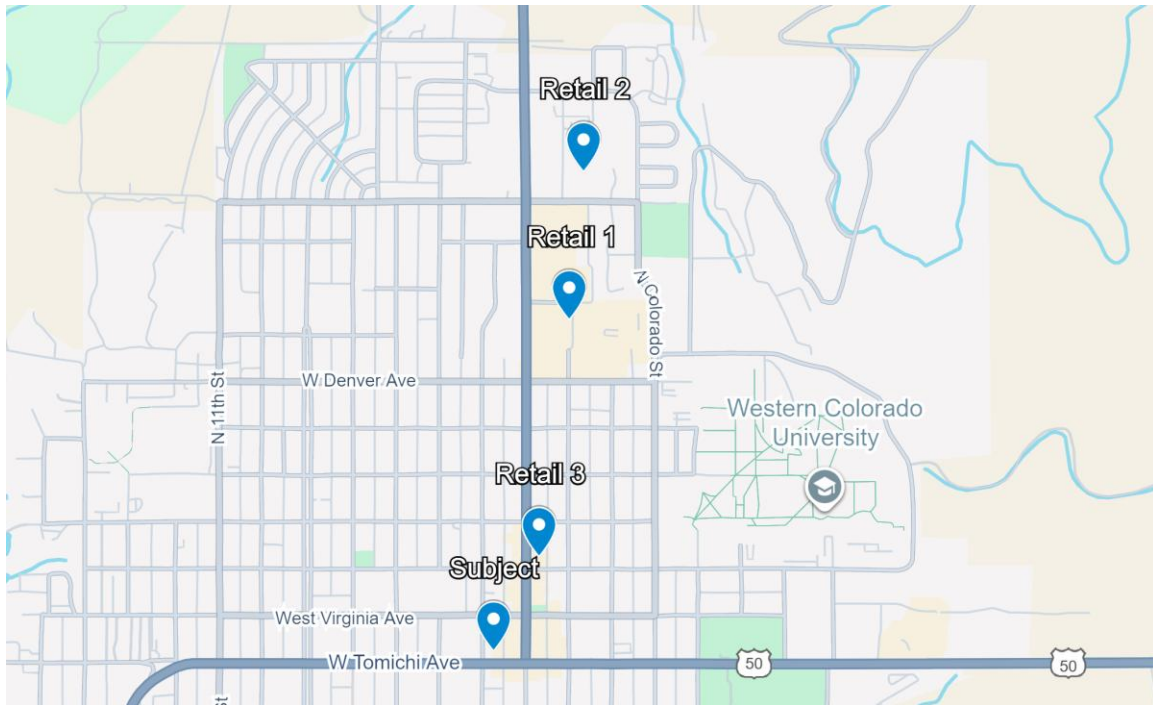 Retail 2
Retail 1
N Colorado St
N 11th St
W Denver Ave
Western Colorado
University
Retail 3
Subject
West Virginia Ave
W Tomichi Ave
50
50
St